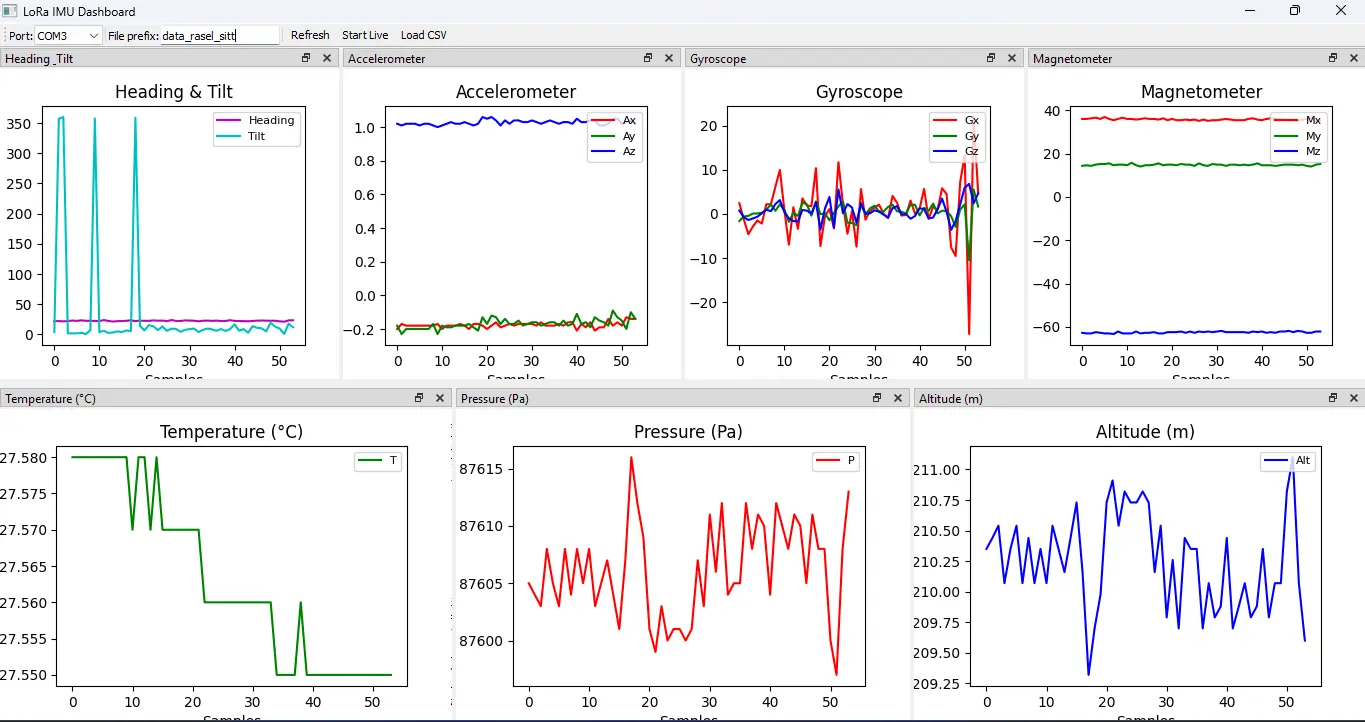 LoRa IMU Dashboard
Port: COM3 File prefix: data_rasel_sitt Refresh Start Live Load CSV
Heading_Tilt
Heading & Tilt
Heading
Tilt
350
300
250
200
150
100
50
0
0 10 20 30 40 50
Samples
Accelerometer
Accelerometer
Ax
Ay
Az
1.0
0.8
0.6
0.4
0.2
0.0
−0.2
0 10 20 30 40 50
Samples
Gyroscope
Gyroscope
Gx
Gy
Gz
20
10
0
−10
−20
0 10 20 30 40 50
Samples
Magnetometer
Magnetometer
Mx
My
Mz
40
20
0
−20
−40
−60
0 10 20 30 40 50
Samples
Temperature (°C)
Temperature (°C)
T
27.580
27.575
27.570
27.565
27.560
27.555
27.550
0 10 20 30 40 50
Samples
Pressure (Pa)
Pressure (Pa)
P
87615
87610
87605
87600
0 10 20 30 40 50
Samples
Altitude (m)
Altitude (m)
Alt
211.00
210.75
210.50
210.25
210.00
209.75
209.50
209.25
0 10 20 30 40 50
Samples